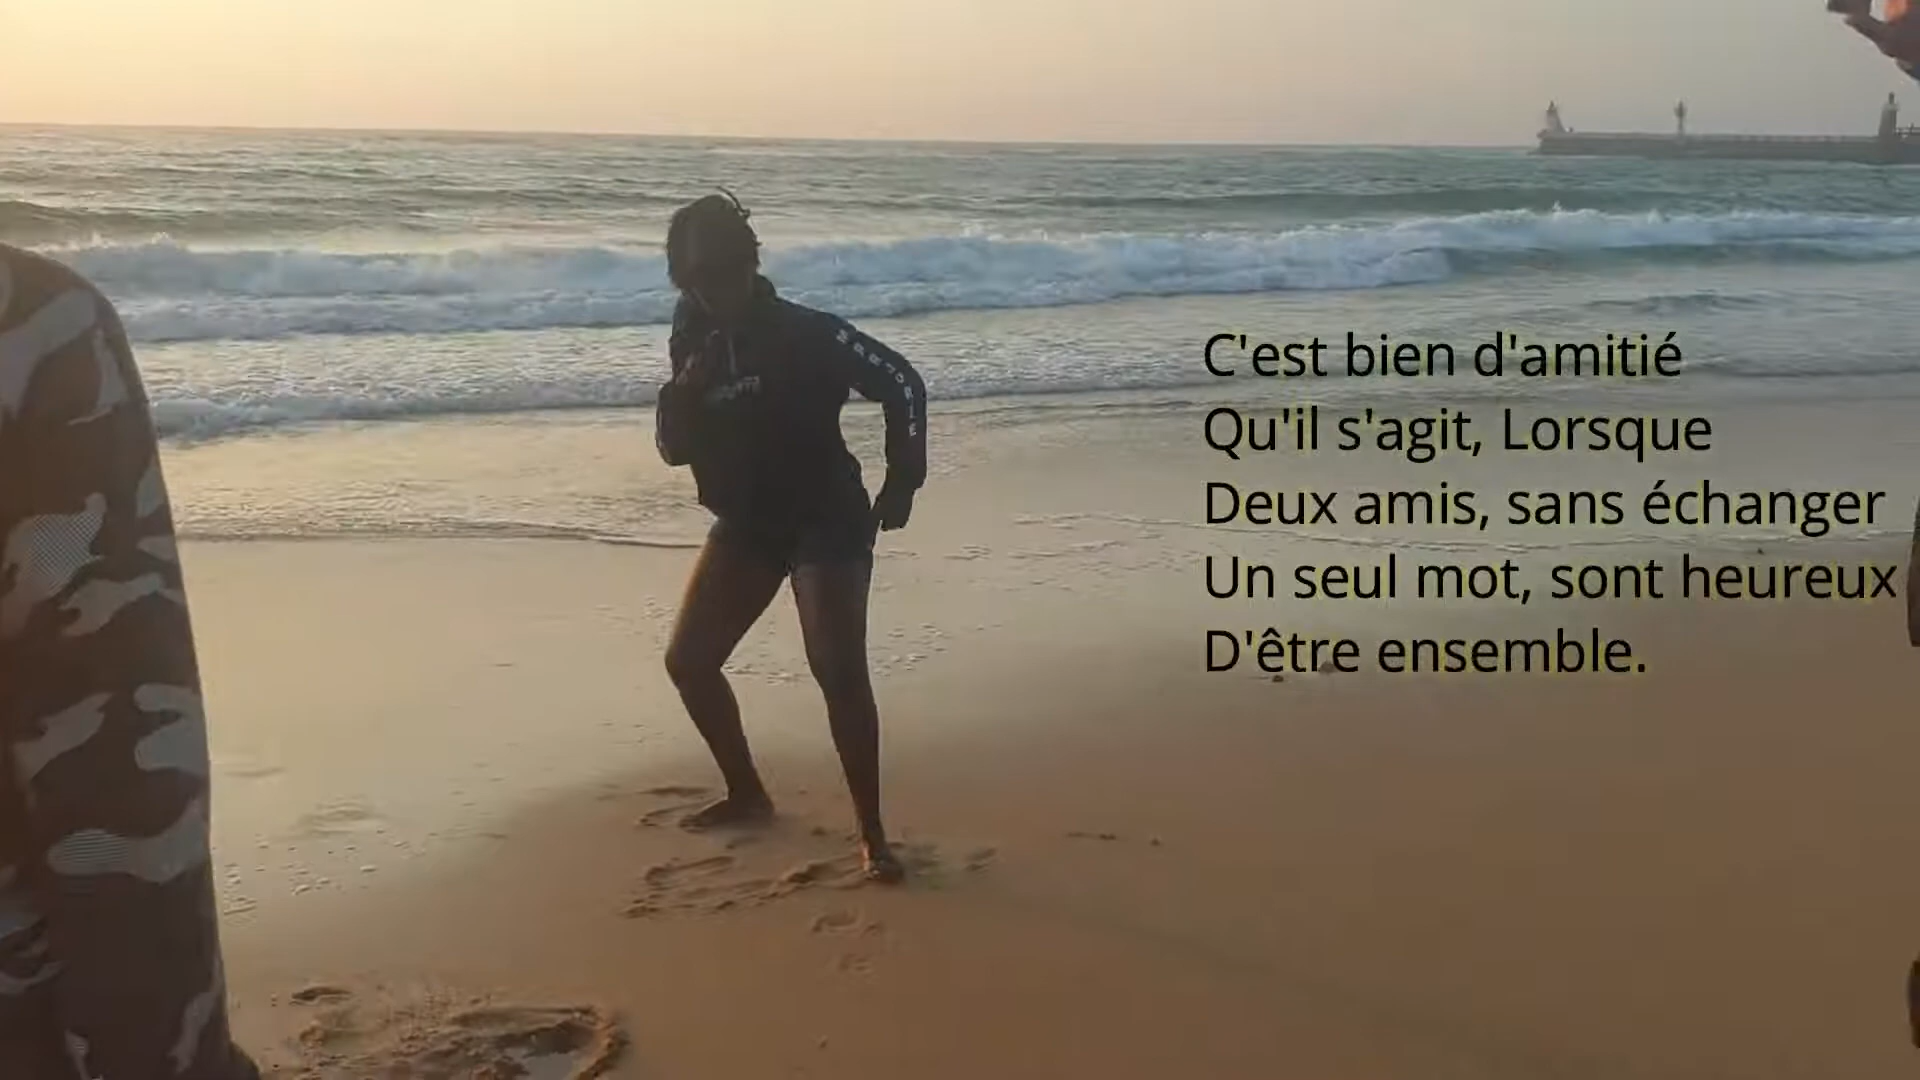 C'est bien d'amitié
Qu'il s'agit, Lorsque
Deux amis, sans échanger
Un seul mot, sont heureux
D'être ensemble.